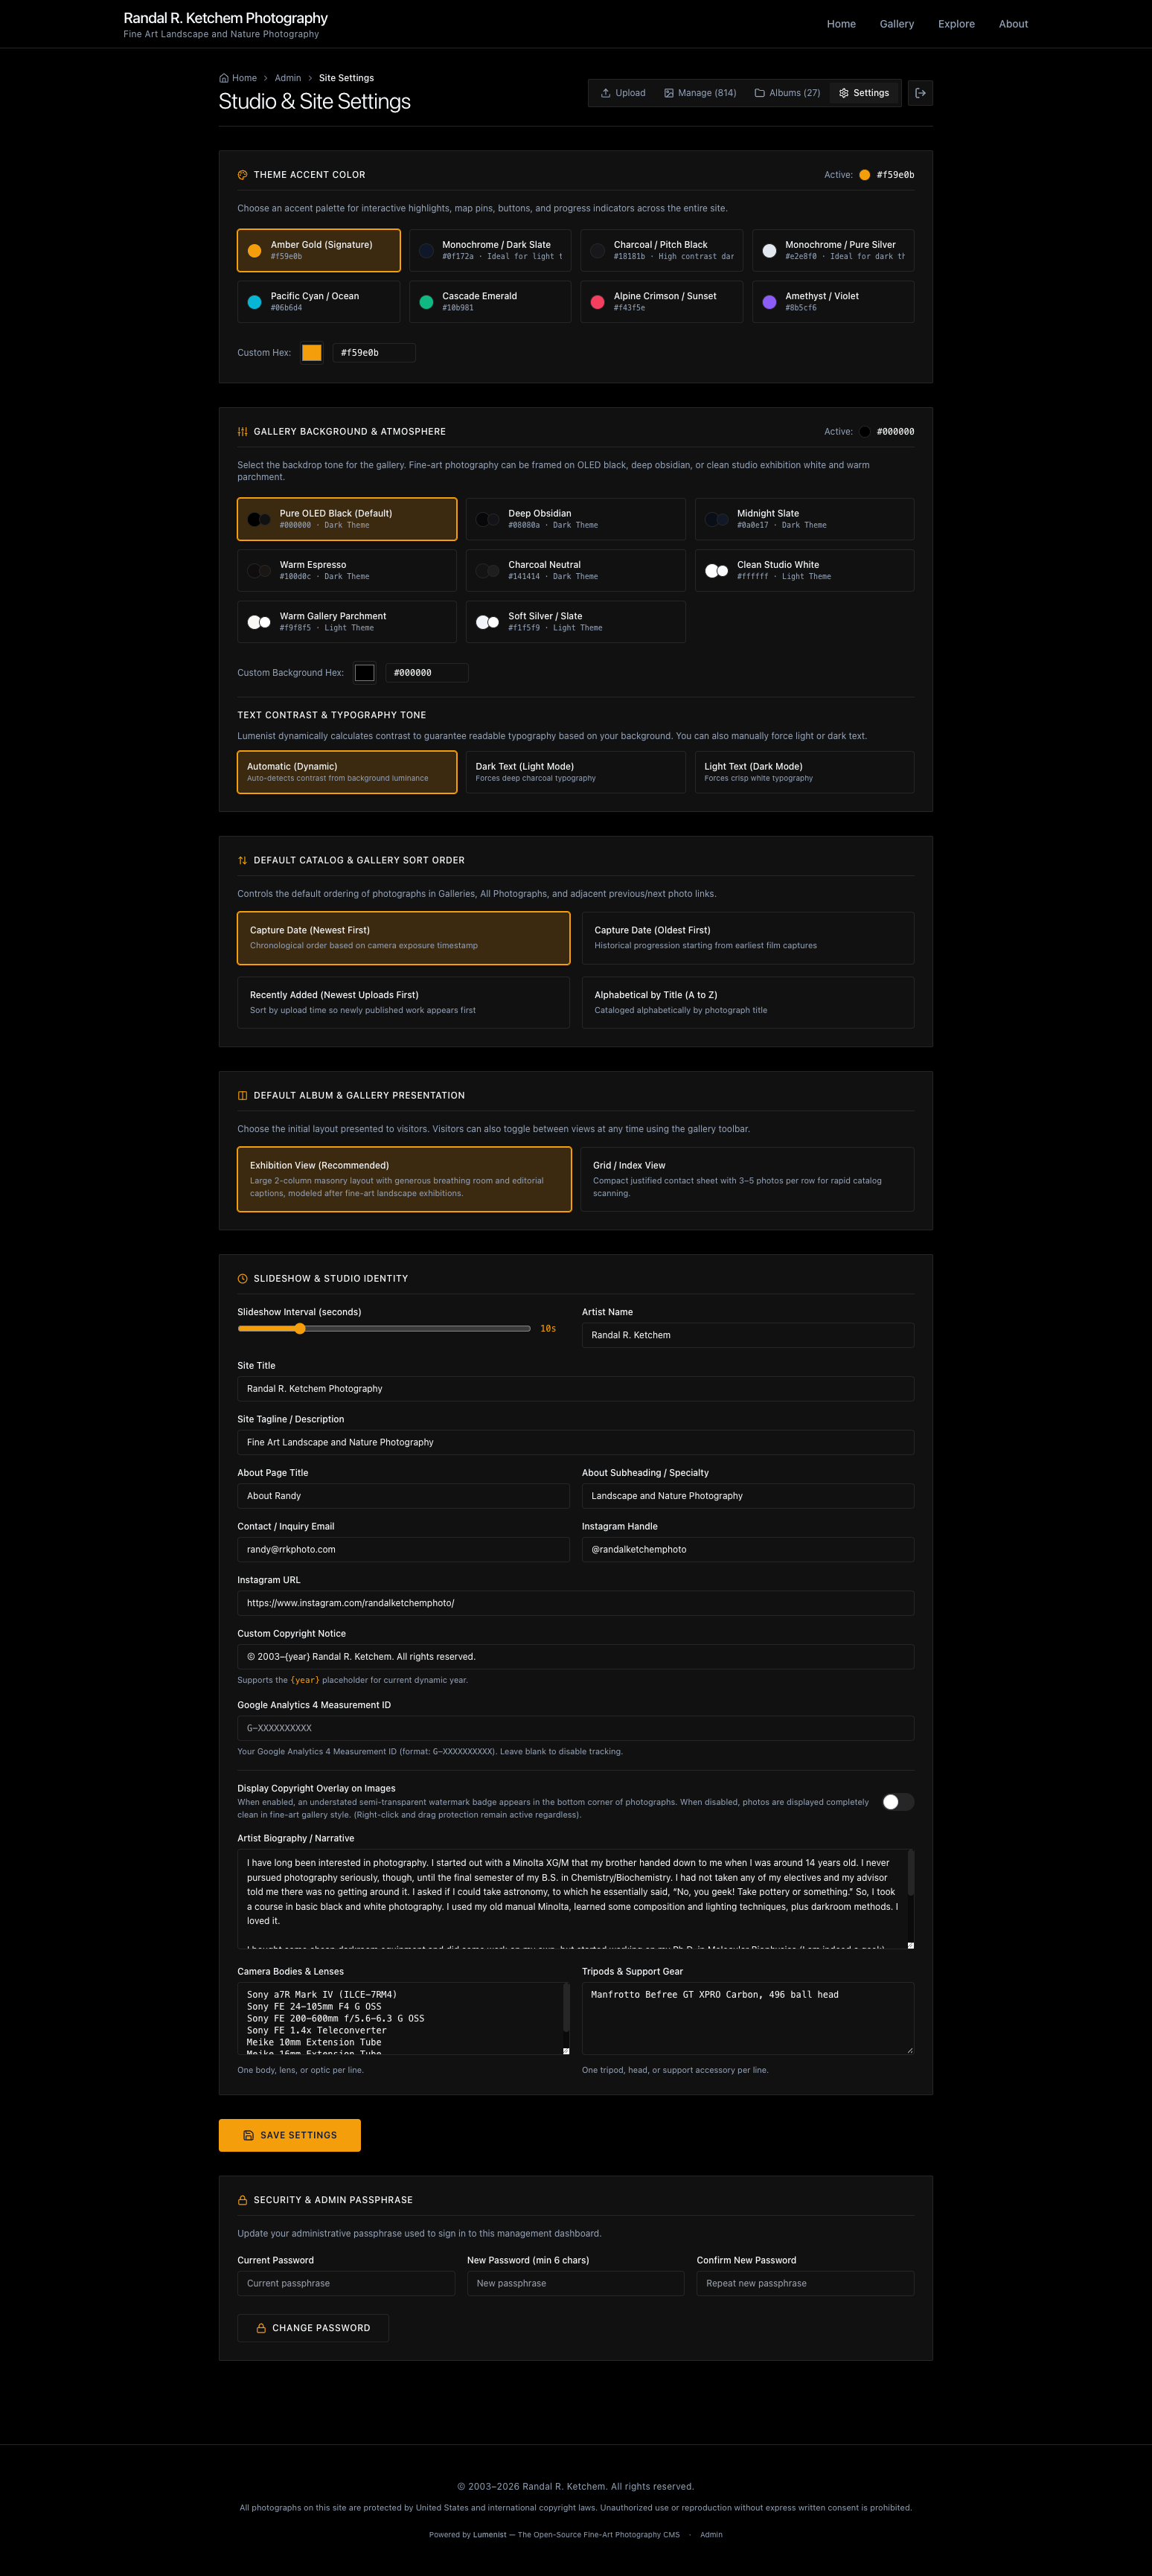 Randal R. Ketchem Photography
Fine Art Landscape and Nature Photography
Home Gallery Explore About
Home > Admin > Site Settings
Studio & Site Settings
Upload Manage (814) Albums (27) Settings
THEME ACCENT COLOR
Active: #f59e0b
Choose an accent palette for interactive highlights, map pins, buttons, and progress indicators across the entire site.
Amber Gold (Signature)
#f59e0b
Monochrome / Dark Slate
#0f172a · Ideal for light t
Charcoal / Pitch Black
#18181b · High contrast dar
Monochrome / Pure Silver
#e2e8f0 · Ideal for dark th
Pacific Cyan / Ocean
#06b6d4
Cascade Emerald
#10b981
Alpine Crimson / Sunset
#f43f5e
Amethyst / Violet
#8b5cf6
Custom Hex: #f59e0b
GALLERY BACKGROUND & ATMOSPHERE
Active: #000000
Select the backdrop tone for the gallery. Fine-art photography can be framed on OLED black, deep obsidian, or clean studio exhibition white and warm
parchment.
Pure OLED Black (Default)
#000000 · Dark Theme
Deep Obsidian
#08080a · Dark Theme
Midnight Slate
#0a0e17 · Dark Theme
Warm Espresso
#100d0c · Dark Theme
Charcoal Neutral
#141414 · Dark Theme
Clean Studio White
#ffffff · Light Theme
Warm Gallery Parchment
#f9f8f5 · Light Theme
Soft Silver / Slate
#f1f5f9 · Light Theme
Custom Background Hex: #000000
TEXT CONTRAST & TYPOGRAPHY TONE
Lumenist dynamically calculates contrast to guarantee readable typography based on your background. You can also manually force light or dark text.
Automatic (Dynamic)
Auto-detects contrast from background luminance
Dark Text (Light Mode)
Forces deep charcoal typography
Light Text (Dark Mode)
Forces crisp white typography
DEFAULT CATALOG & GALLERY SORT ORDER
Controls the default ordering of photographs in Galleries, All Photographs, and adjacent previous/next photo links.
Capture Date (Newest First)
Chronological order based on camera exposure timestamp
Capture Date (Oldest First)
Historical progression starting from earliest film captures
Recently Added (Newest Uploads First)
Sort by upload time so newly published work appears first
Alphabetical by Title (A to Z)
Cataloged alphabetically by photograph title
DEFAULT ALBUM & GALLERY PRESENTATION
Choose the initial layout presented to visitors. Visitors can also toggle between views at any time using the gallery toolbar.
Exhibition View (Recommended)
Large 2-column masonry layout with generous breathing room and editorial
captions, modeled after fine-art landscape exhibitions.
Grid / Index View
Compact justified contact sheet with 3–5 photos per row for rapid catalog
scanning.
SLIDESHOW & STUDIO IDENTITY
Slideshow Interval (seconds)
10s
Artist Name
Randal R. Ketchem
Site Title
Randal R. Ketchem Photography
Site Tagline / Description
Fine Art Landscape and Nature Photography
About Page Title
About Randy
About Subheading / Specialty
Landscape and Nature Photography
Contact / Inquiry Email
randy@rrkphoto.com
Instagram Handle
@randalketchemphoto
Instagram URL
https://www.instagram.com/randalketchemphoto/
Custom Copyright Notice
© 2003–{year} Randal R. Ketchem. All rights reserved.
Supports the {year} placeholder for current dynamic year.
Google Analytics 4 Measurement ID
G-XXXXXXXXXX
Your Google Analytics 4 Measurement ID (format: G-XXXXXXXXXX). Leave blank to disable tracking.
Display Copyright Overlay on Images
When enabled, an understated semi-transparent watermark badge appears in the bottom corner of photographs. When disabled, photos are displayed completely
clean in fine-art gallery style. (Right-click and drag protection remain active regardless).
Artist Biography / Narrative
I have long been interested in photography. I started out with a Minolta XG/M that my brother handed down to me when I was around 14 years old. I never
pursued photography seriously, though, until the final semester of my B.S. in Chemistry/Biochemistry. I had not taken any of my electives and my advisor
told me there was no getting around it. I asked if I could take astronomy, to which he essentially said, “No, you geek! Take pottery or something.” So, I took
a course in basic black and white photography. I used my old manual Minolta, learned some composition and lighting techniques, plus darkroom methods. I
loved it.
I bought some cheap darkroom equipment and did some work on my own, but started working on my Ph.D. in Molecular Biophysics (I am indeed a geek)
Camera Bodies & Lenses
Sony a7R Mark IV (ILCE-7RM4)
Sony FE 24-105mm F4 G OSS
Sony FE 200-600mm f/5.6-6.3 G OSS
Sony FE 1.4x Teleconverter
Meike 10mm Extension Tube
Meike 16mm Extension Tube
One body, lens, or optic per line.
Tripods & Support Gear
Manfrotto Befree GT XPRO Carbon, 496 ball head
One tripod, head, or support accessory per line.
SAVE SETTINGS
SECURITY & ADMIN PASSPHRASE
Update your administrative passphrase used to sign in to this management dashboard.
Current Password
Current passphrase
New Password (min 6 chars)
New passphrase
Confirm New Password
Repeat new passphrase
CHANGE PASSWORD
© 2003–2026 Randal R. Ketchem. All rights reserved.
All photographs on this site are protected by United States and international copyright laws. Unauthorized use or reproduction without express written consent is prohibited.
Powered by Lumenist — The Open-Source Fine-Art Photography CMS · Admin